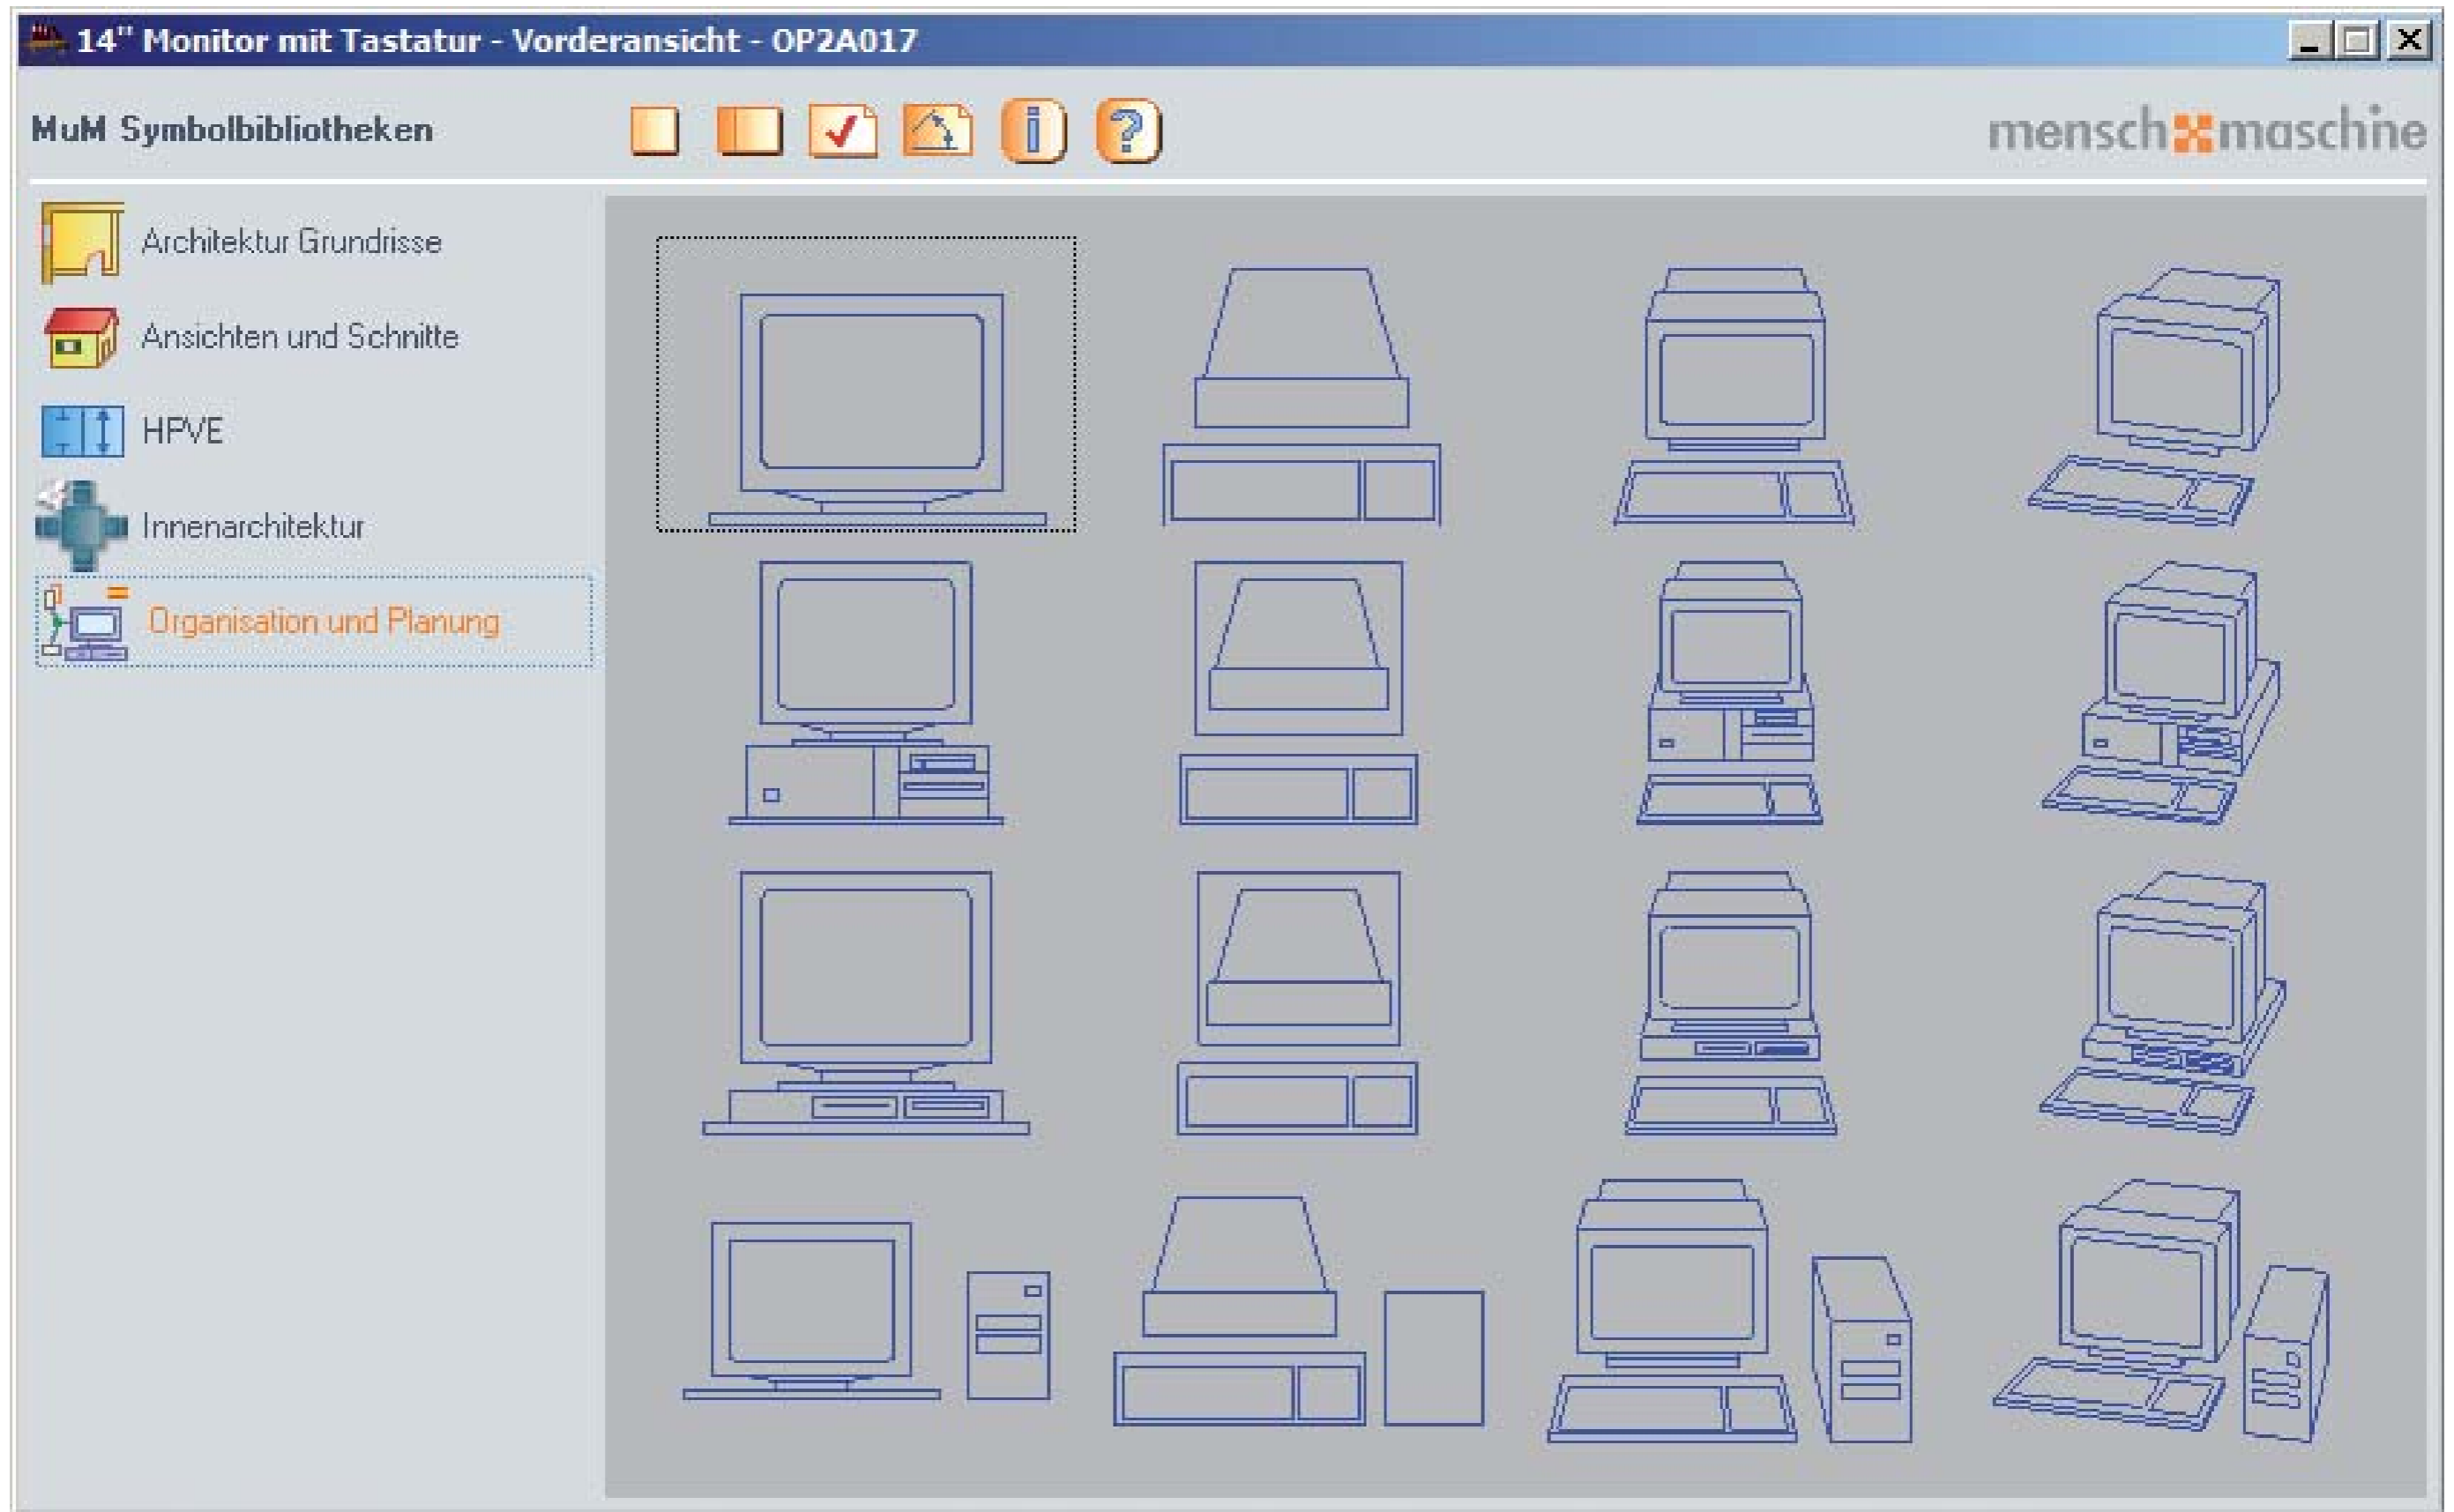 14" Monitor mit Tastatur - Vorderansicht - OP2A017
MuM Symbolbibliotheken
mensch maschine
Architektur Grundrisse
Ansichten und Schnitte
HPVE
Innenarchitektur
Organisation und Planung